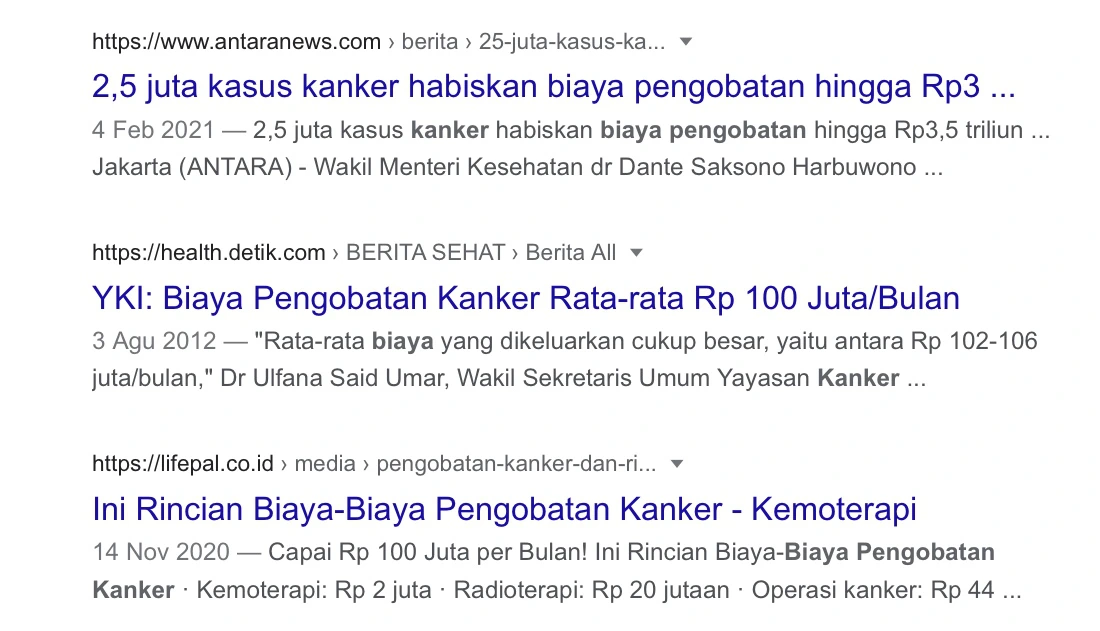 https://www.antaranews.com › berita › 25-juta-kasus-ka...
2,5 juta kasus kanker habiskan biaya pengobatan hingga Rp3 ...
4 Feb 2021 — 2,5 juta kasus kanker habiskan biaya pengobatan hingga Rp3,5 triliun ...
Jakarta (ANTARA) - Wakil Menteri Kesehatan dr Dante Saksono Harbuwono ...
https://health.detik.com › BERITA SEHAT › Berita All
YKI: Biaya Pengobatan Kanker Rata-rata Rp 100 Juta/Bulan
3 Agu 2012 — "Rata-rata biaya yang dikeluarkan cukup besar, yaitu antara Rp 102-106
juta/bulan," Dr Ulfana Said Umar, Wakil Sekretaris Umum Yayasan Kanker ...
https://lifepal.co.id › media › pengobatan-kanker-dan-ri...
Ini Rincian Biaya-Biaya Pengobatan Kanker - Kemoterapi
14 Nov 2020 — Capai Rp 100 Juta per Bulan! Ini Rincian Biaya-Biaya Pengobatan
Kanker · Kemoterapi: Rp 2 juta · Radioterapi: Rp 20 jutaan · Operasi kanker: Rp 44 ...